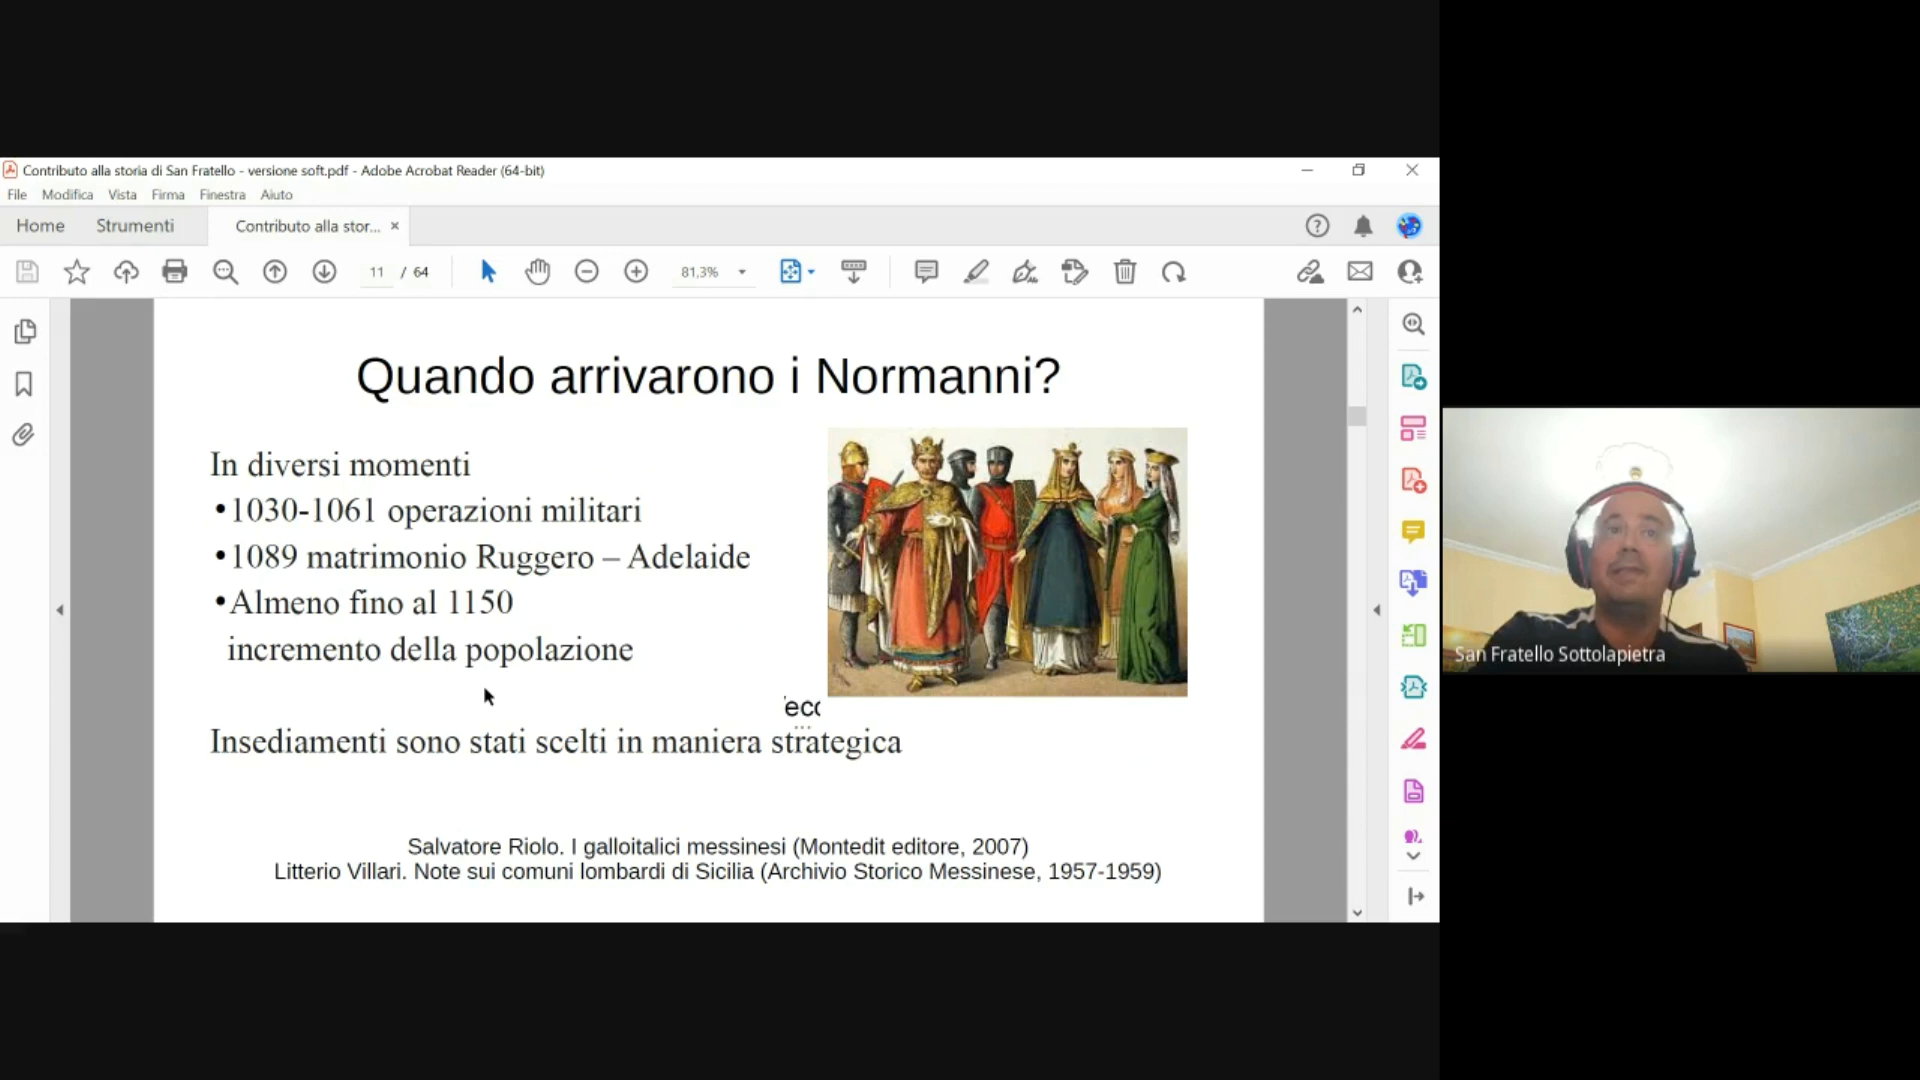 Contributo alla storia di San Fratello - versione soft.pdf - Adobe Acrobat Reader (64-bit)
File Modifica Vista Firma Finestra Aiuto
Home Strumenti Contributo alla stor...
11 / 64 81,3%
Quando arrivarono i Normanni?
In diversi momenti
•1030-1061 operazioni militari
•1089 matrimonio Ruggero – Adelaide
•Almeno fino al 1150
incremento della popolazione
Insediamenti sono stati scelti in maniera strategica
Salvatore Riolo. I galloitalici messinesi (Montedit editore, 2007)
Litterio Villari. Note sui comuni lombardi di Sicilia (Archivio Storico Messinese, 1957-1959)
San Fratello Sottolapietra